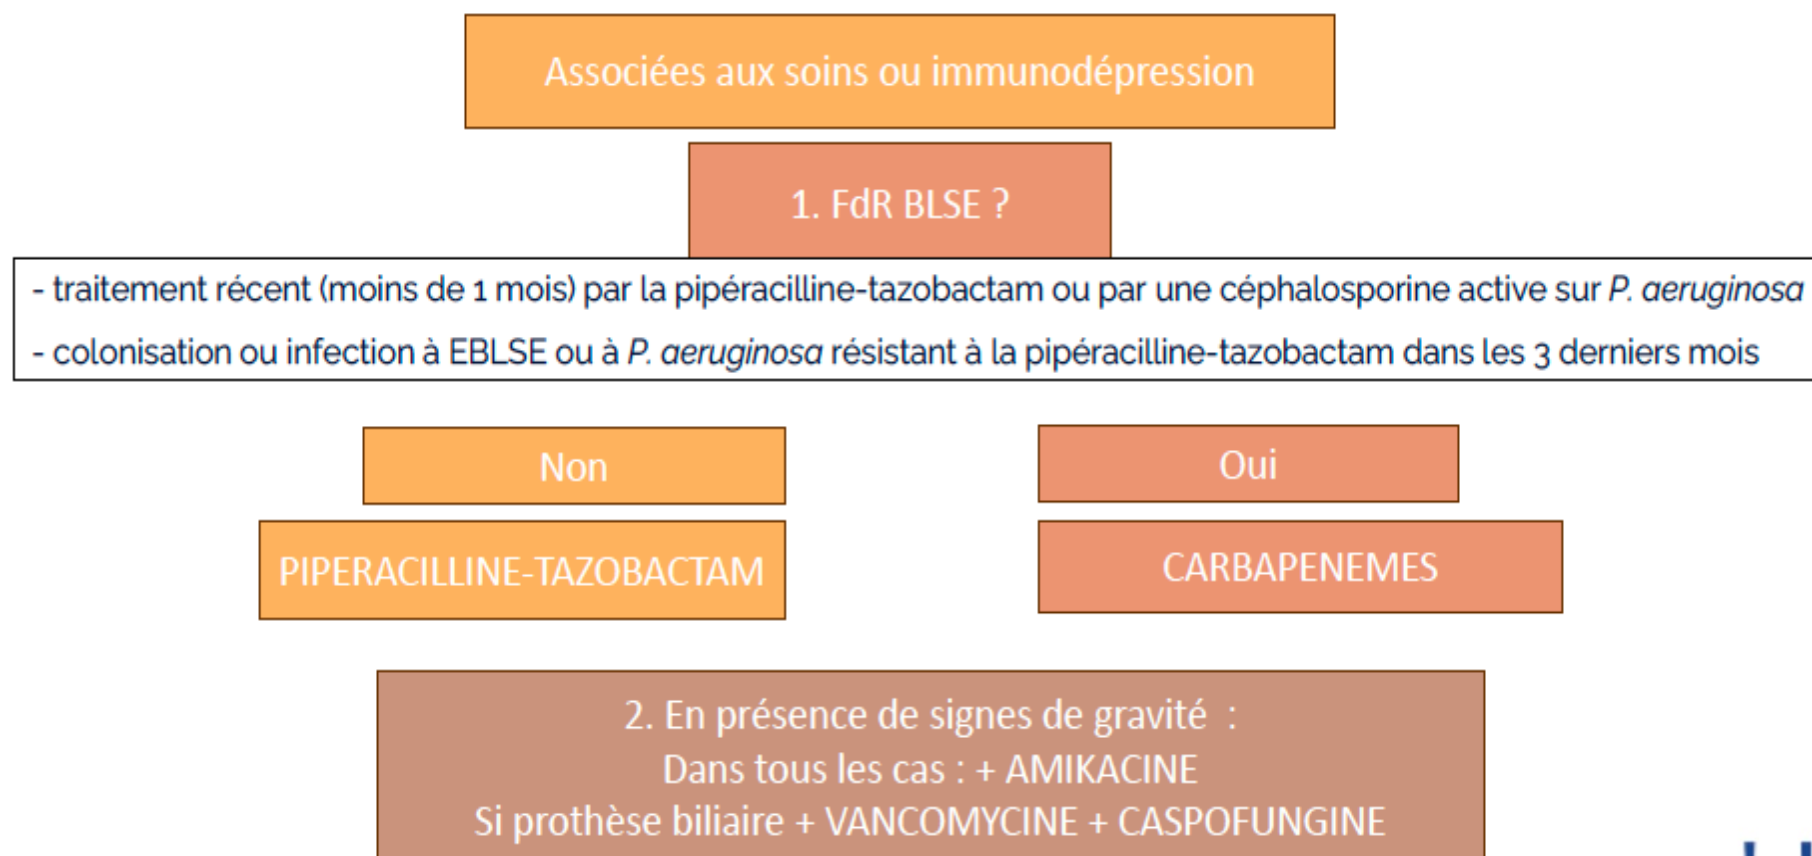 Associées aux soins ou immunodépression
1. FdR BLSE ?
- traitement récent (moins de 1 mois) par la pipéracilline-tazobactam ou par une céphalosporine active sur P. aeruginosa
- colonisation ou infection à EBLSE ou à P. aeruginosa résistant à la pipéracilline-tazobactam dans les 3 derniers mois
Non
Oui
PIPERACILLINE-TAZOBACTAM
CARBAPENEMES
2. En présence de signes de gravité :
Dans tous les cas : + AMIKACINE
Si prothèse biliaire + VANCOMYCINE + CASPOFUNGINE